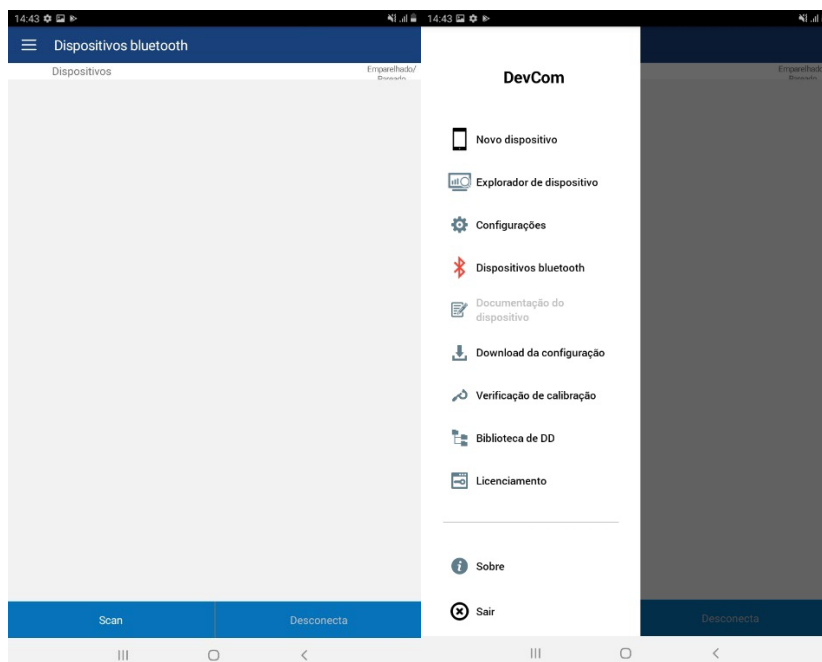 14:43
Dispositivos bluetooth
Dispositivos
Emparelhado/
Pareado
Scan
Desconecta
14:43
DevCom
Novo dispositivo
Explorador de dispositivo
Configurações
Dispositivos bluetooth
Documentação do
dispositivo
Download da configuração
Verificação de calibração
Biblioteca de DD
Licenciamento
Sobre
Sair
Desconecta